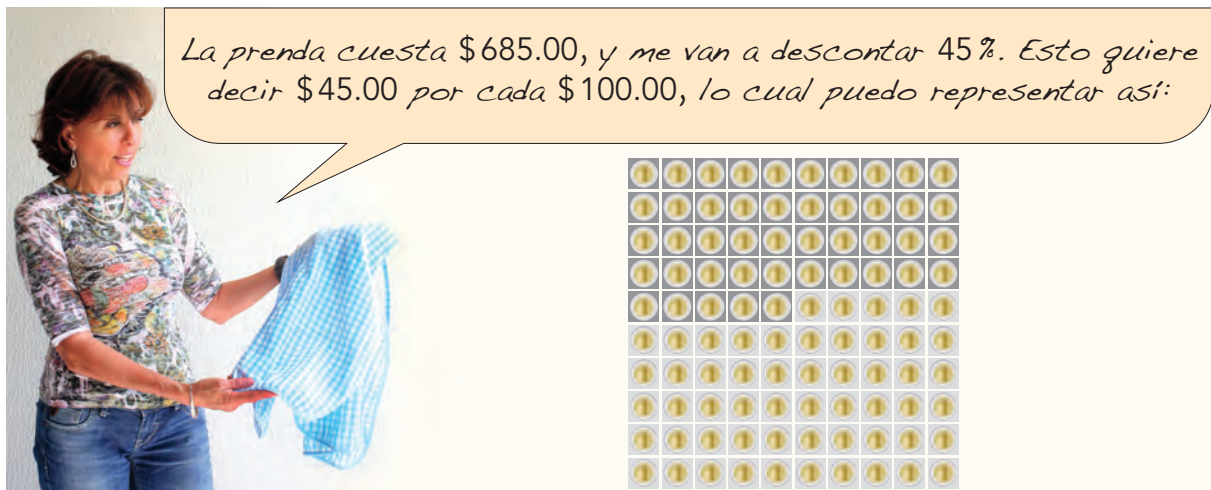 La prenda cuesta $685.00, y me van a descontar 45%. Esto quiere
decir $45.00 por cada $100.00, lo cual puedo representar así: